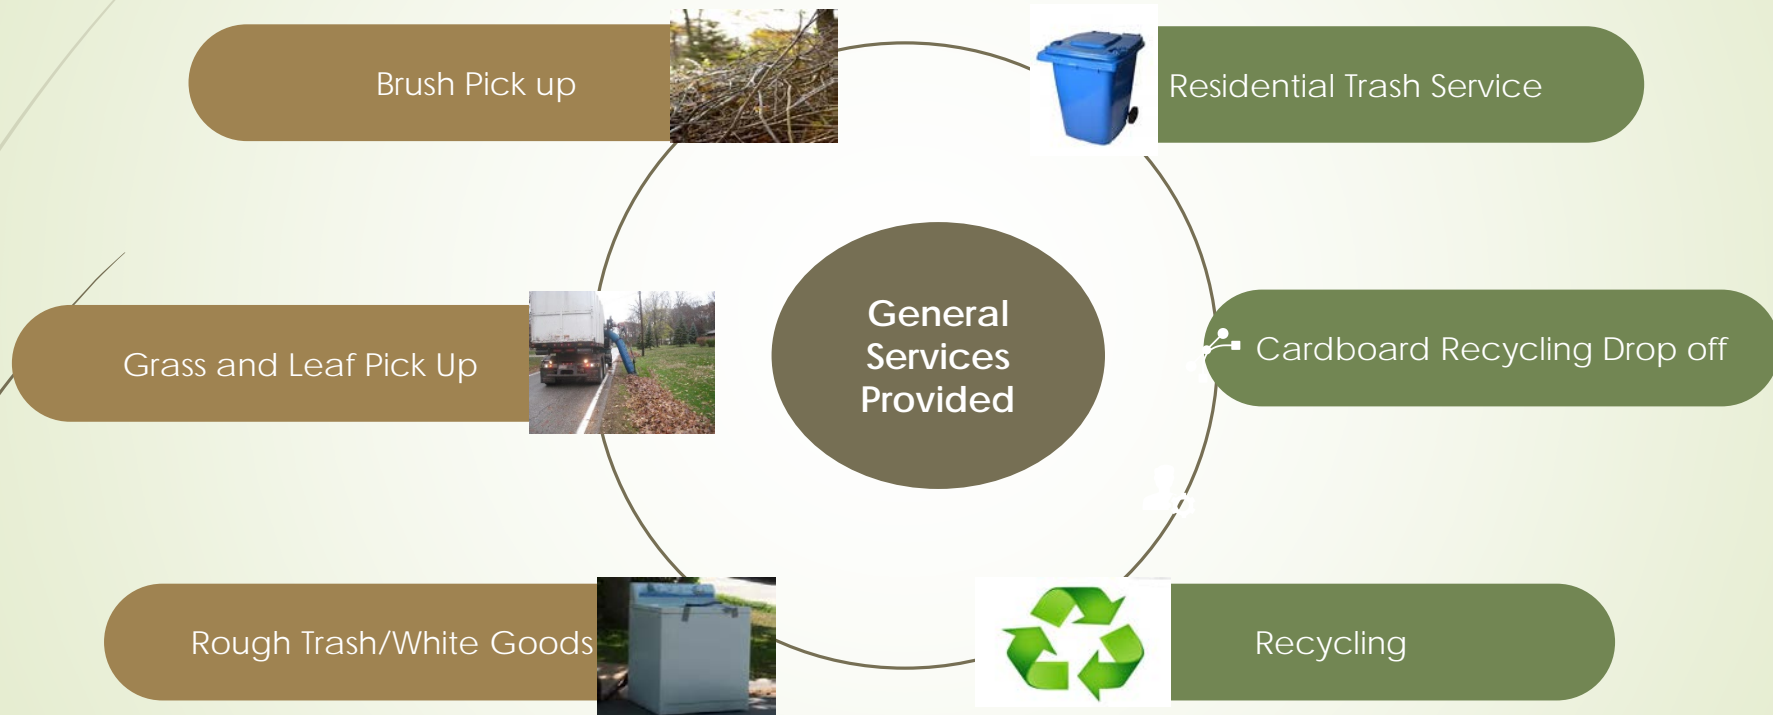 Brush Pick up
Residential Trash Service
General
Services
Provided
Grass and Leaf Pick Up
Cardboard Recycling Drop off
Rough Trash/White Goods
Recycling